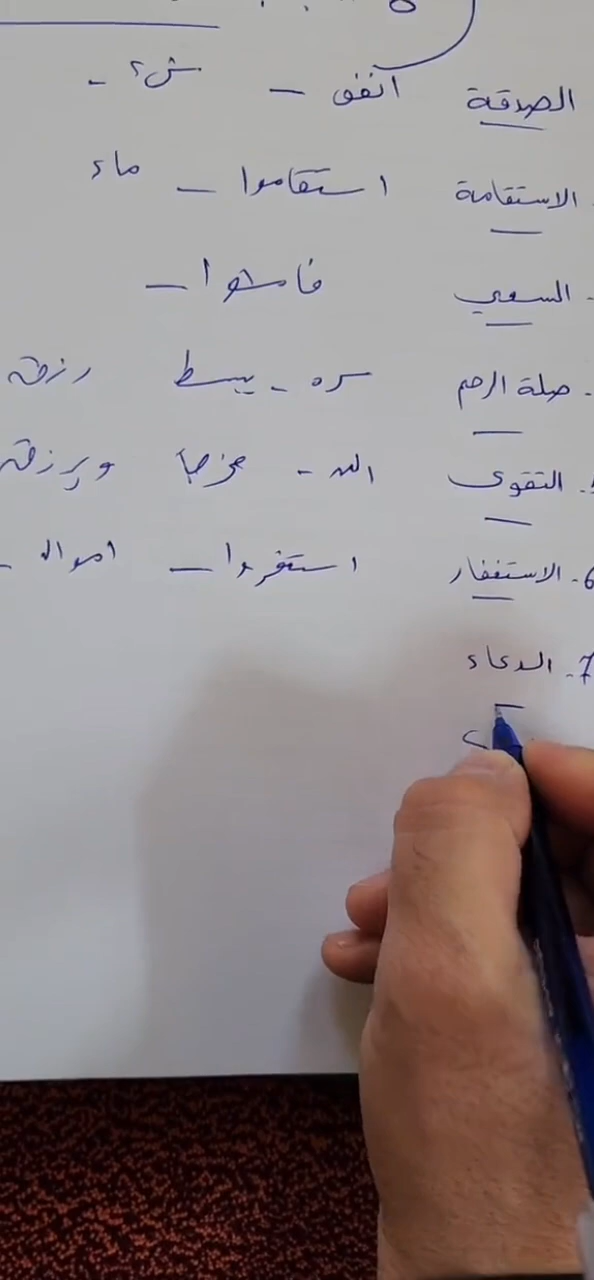 الصدقة انفق – شيء –
الاستقامة استقاموا – ماء
- السعي فامشوا –
- صلة الرحم سره - يبسط رزقه
- التقوى الله - مخرجا ويرزقه
6- الاستغفار استغفروا – اموال –
7- الدعاء